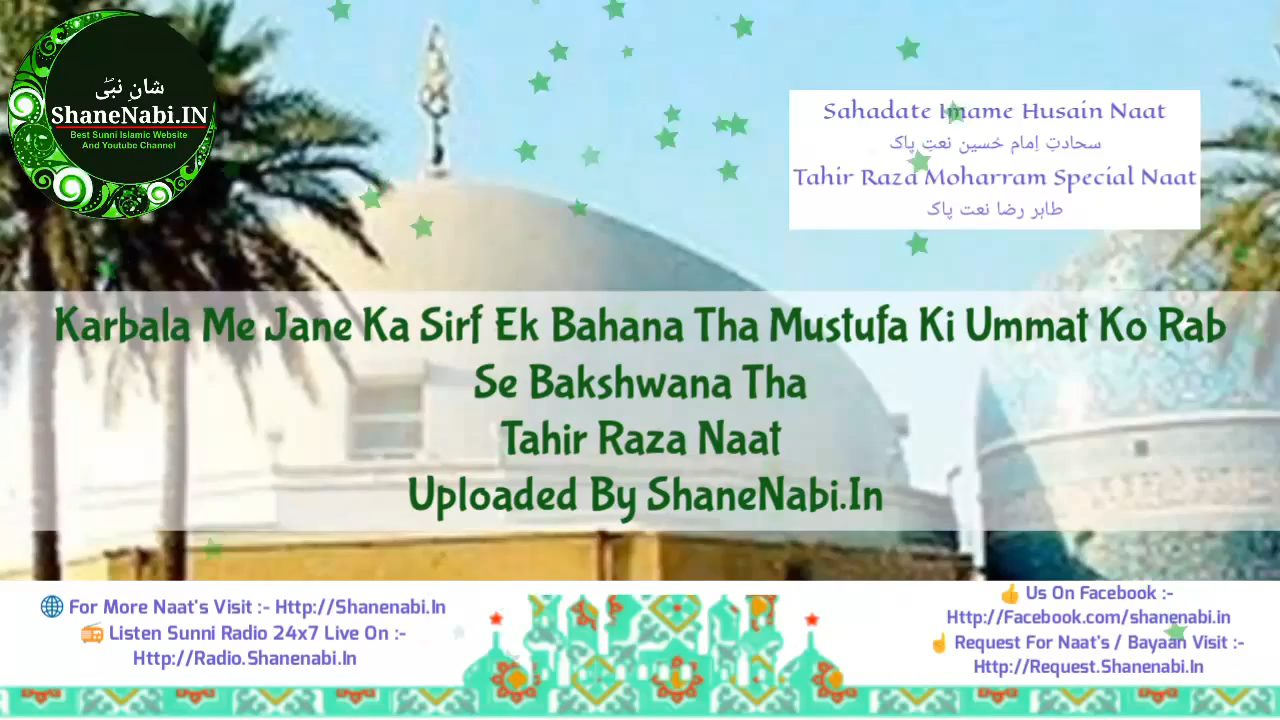 شانِ نبیؐ
ShaneNabi.IN
Best Sunni Islamic Website
And Youtube Channel
Sahadate Imame Husain Naat
سحادتِ اِمام حُسین نعتِ پاک
Tahir Raza Moharram Special Naat
طاہر رضا نعت پاک
Karbala Me Jane Ka Sirf Ek Bahana Tha Mustufa Ki Ummat Ko Rab
Se Bakshwana Tha
Tahir Raza Naat
Uploaded By ShaneNabi.In
🌐 For More Naat's Visit :- Http://Shanenabi.In
📻 Listen Sunni Radio 24x7 Live On :-
Http://Radio.Shanenabi.In
👍 Us On Facebook :-
Http://Facebook.com/shanenabi.in
☝ Request For Naat's / Bayaan Visit :-
Http://Request.Shanenabi.In